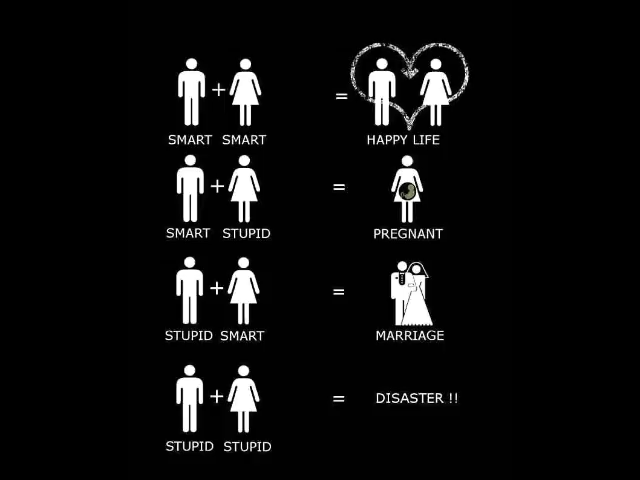 + =
SMART SMART HAPPY LIFE
+ =
SMART STUPID PREGNANT
+ =
STUPID SMART MARRIAGE
+ = DISASTER !!
STUPID STUPID